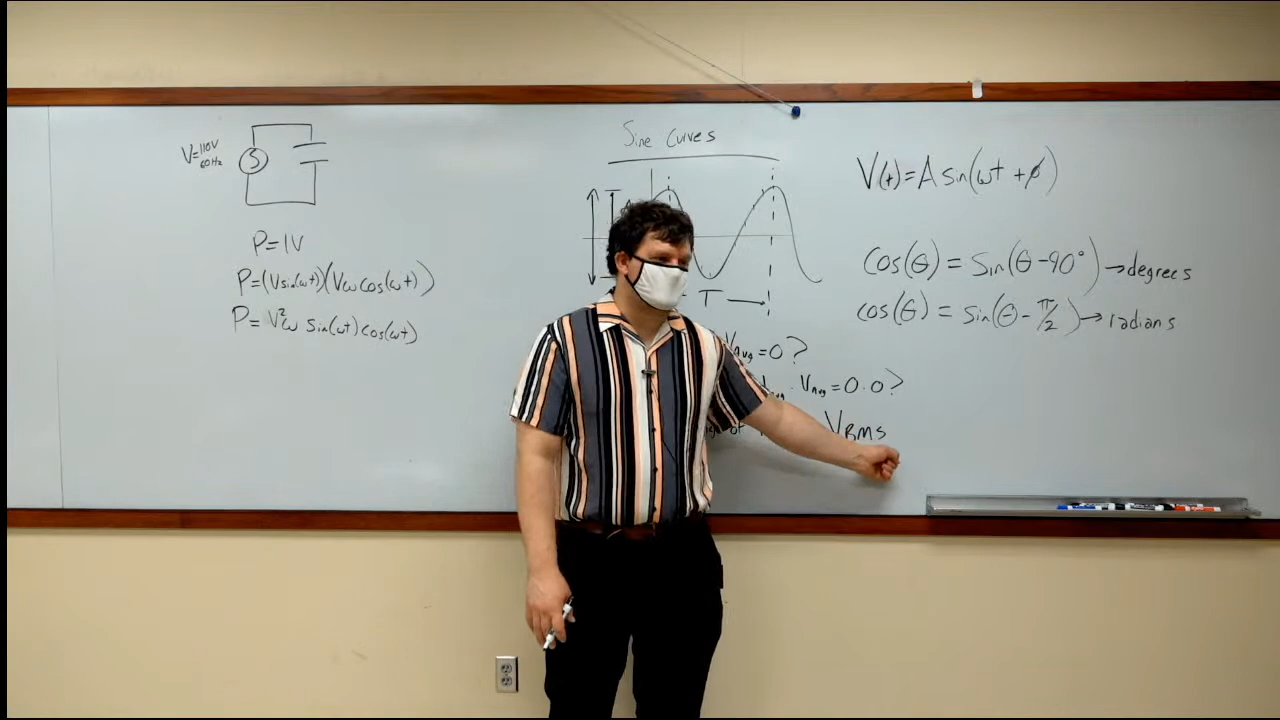 V=110V
60Hz
S
P=IV
P=(Vsin(ωt))(Vωcos(ωt))
P=V²ω sin(ωt)cos(ωt)
Sine Curves
T
Vavg=0?
· Vavg=0·0?
of
VRMS
V(t)=A sin(ωt+ϕ)
cos(θ)=Sin(θ-90°)→degrees
cos(θ)=sin(θ-π/2)→radians